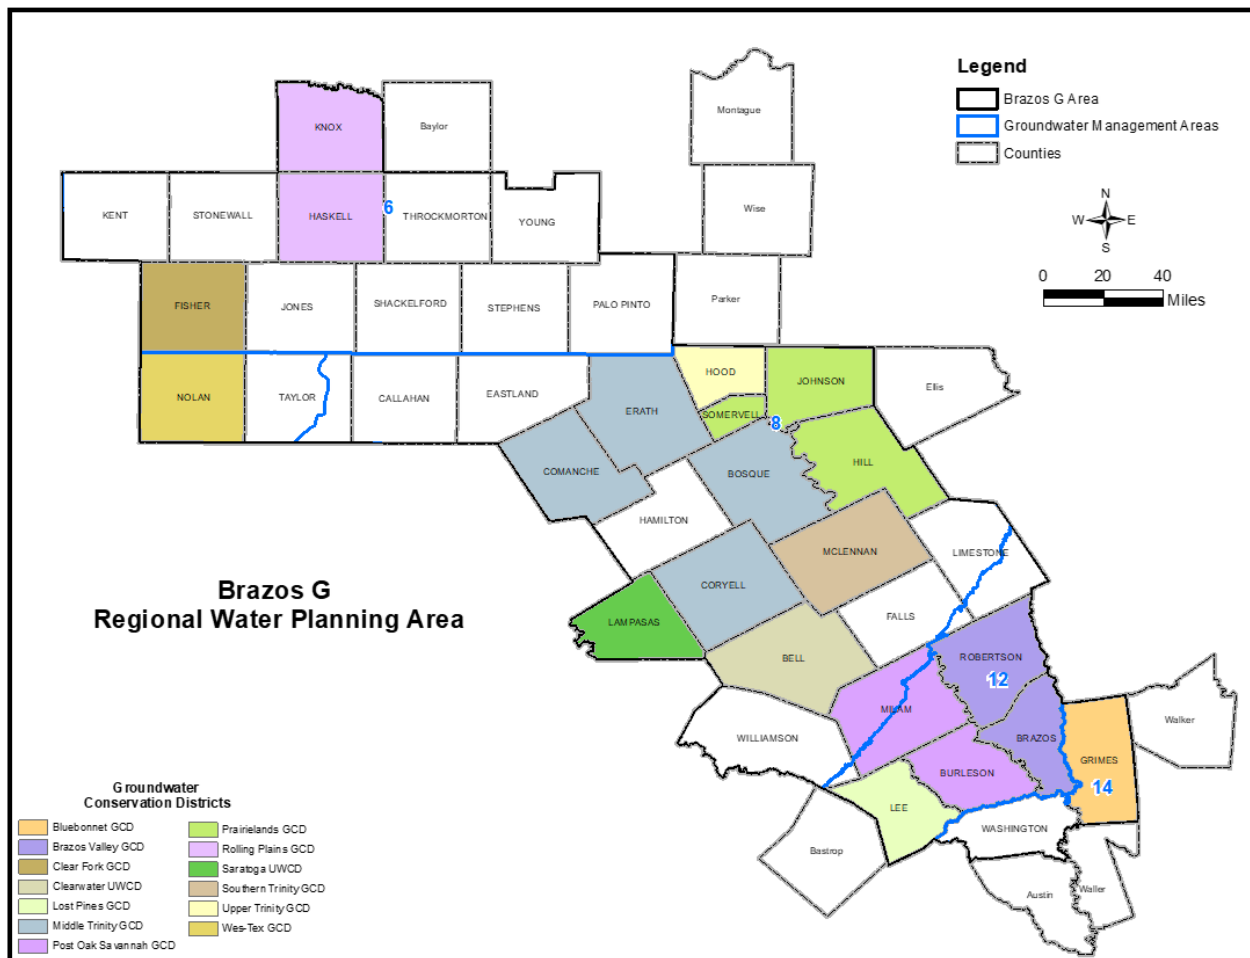 Legend
Brazos G Area
Groundwater Management Areas
Counties
N
W E
S
0 20 40
Miles
Montague
KNOX
Baylor
KENT
STONEWALL
HASKELL
6
THROCKMORTON
YOUNG
Wise
FISHER
JONES
SHACKELFORD
STEPHENS
PALO PINTO
Parker
NOLAN
TAYLOR
CALLAHAN
EASTLAND
ERATH
HOOD
JOHNSON
Ellis
SOMERVELL
8
COMANCHE
BOSQUE
HILL
HAMILTON
MCLENNAN
LIMESTONE
Brazos G
Regional Water Planning Area
CORYELL
LAMPASAS
FALLS
BELL
ROBERTSON
12
MILAM
BRAZOS
WILLIAMSON
Walker
GRIMES
14
BURLESON
LEE
WASHINGTON
Bastrop
Austin
Waller
Groundwater
Conservation Districts
Bluebonnet GCD
Brazos Valley GCD
Clear Fork GCD
Clearwater UWCD
Lost Pines GCD
Middle Trinity GCD
Post Oak Savannah GCD
Prairielands GCD
Rolling Plains GCD
Saratoga UWCD
Southern Trinity GCD
Upper Trinity GCD
Wes-Tex GCD